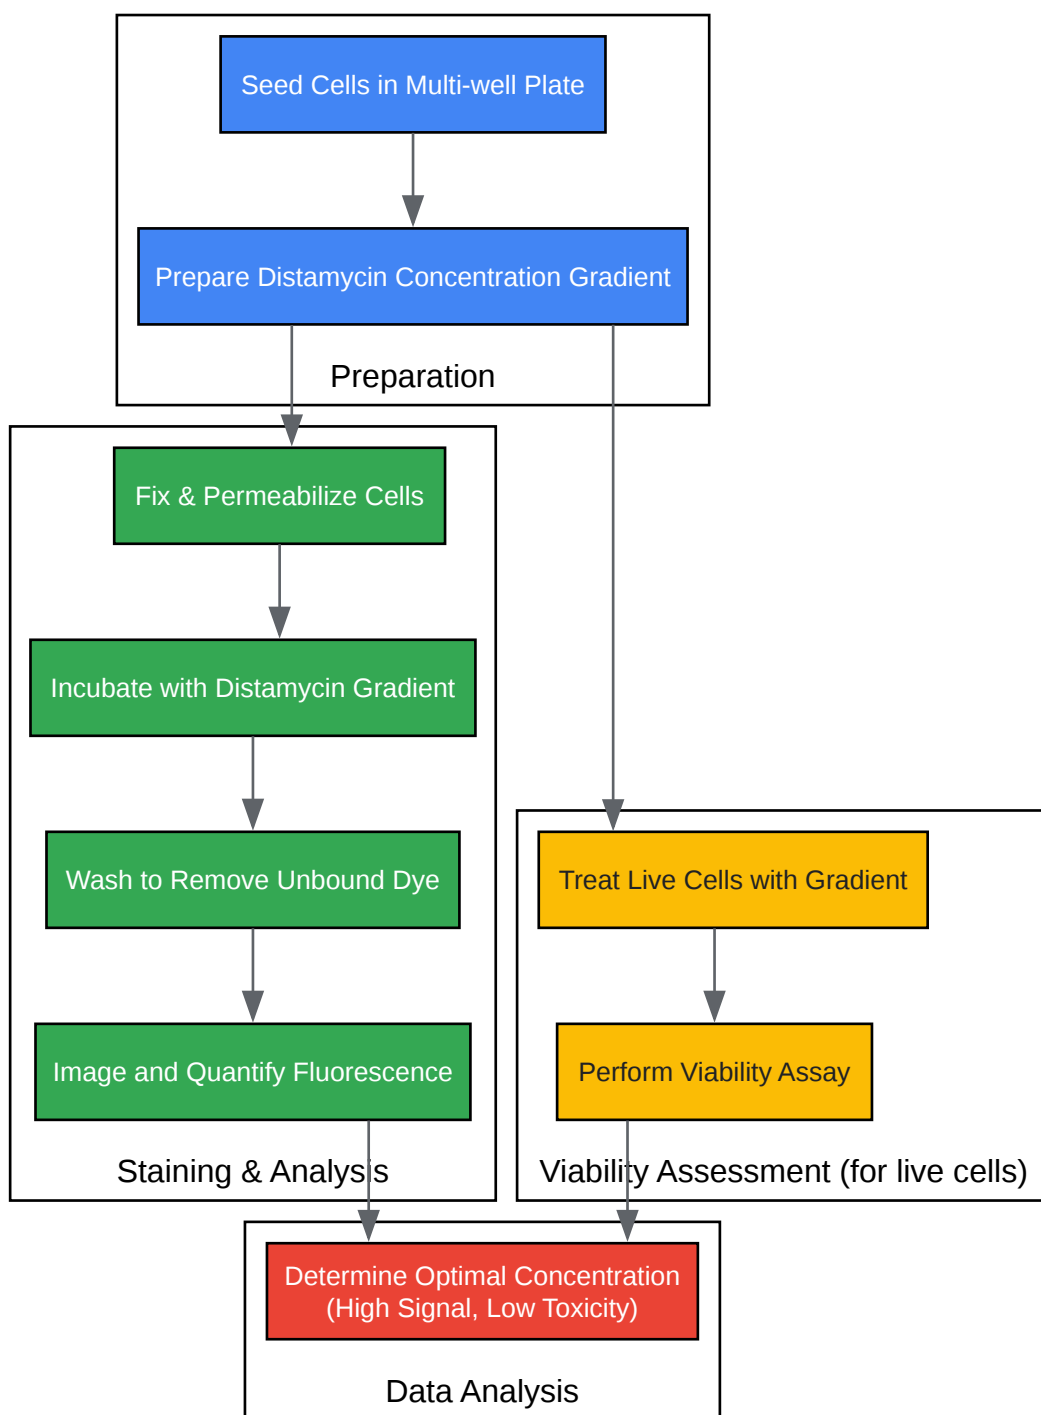 Seed Cells in Multi-well Plate
Prepare Distamycin Concentration Gradient
Preparation
Fix & Permeabilize Cells
Incubate with Distamycin Gradient
Wash to Remove Unbound Dye
Image and Quantify Fluorescence
Staining & Analysis
Treat Live Cells with Gradient
Perform Viability Assay
Viability Assessment (for live cells)
Determine Optimal Concentration
(High Signal, Low Toxicity)
Data Analysis